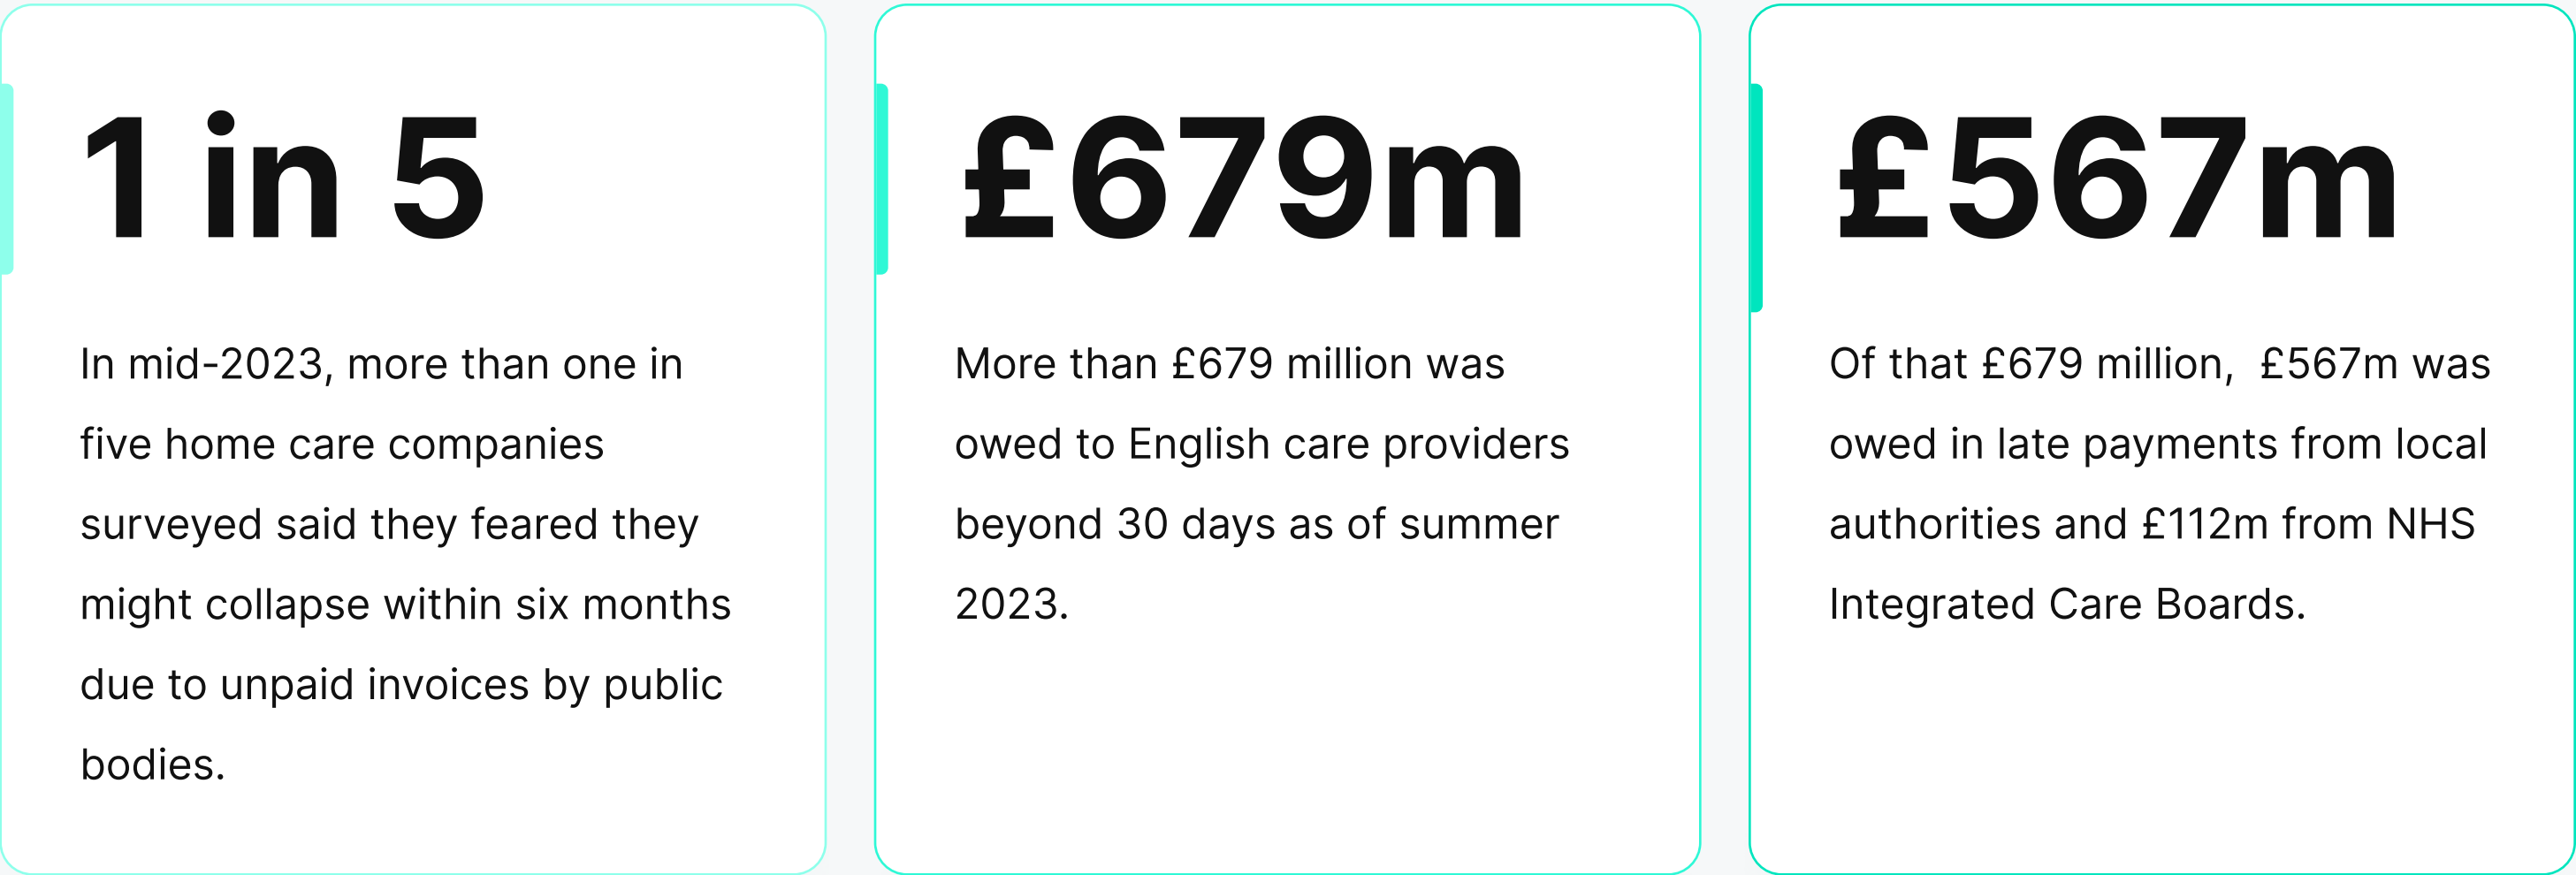 1 in 5
In mid-2023, more than one in
five home care companies
surveyed said they feared they
might collapse within six months
due to unpaid invoices by public
bodies.
£679m
More than £679 million was
owed to English care providers
beyond 30 days as of summer
2023.
£567m
Of that £679 million,  £567m was
owed in late payments from local
authorities and £112m from NHS
Integrated Care Boards.